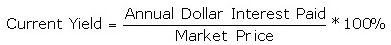 Current Yield = Annual Dollar Interest Paid / Market Price * 100%